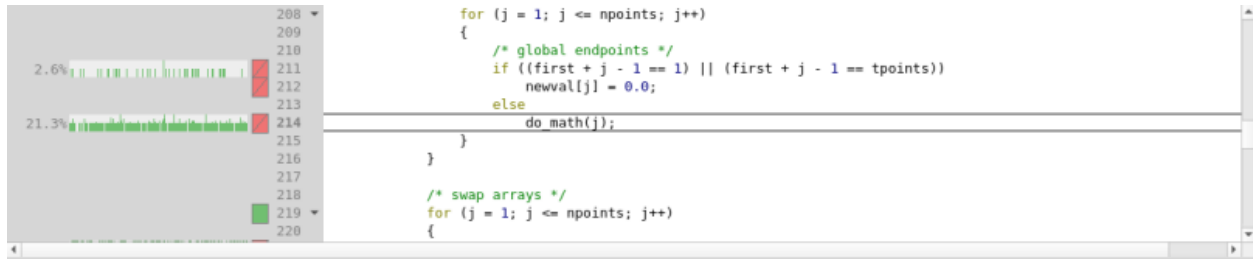 208 for (j = 1; j <= npoints; j++)
209 {
210 /* global endpoints */
2.6% 211 if ((first + j - 1 == 1) || (first + j - 1 == tpoints))
212 newval[j] = 0.0;
213 else
21.3% 214 do_math(j);
215 }
216 }
217
218 /* swap arrays */
219 for (j = 1; j <= npoints; j++)
220 {